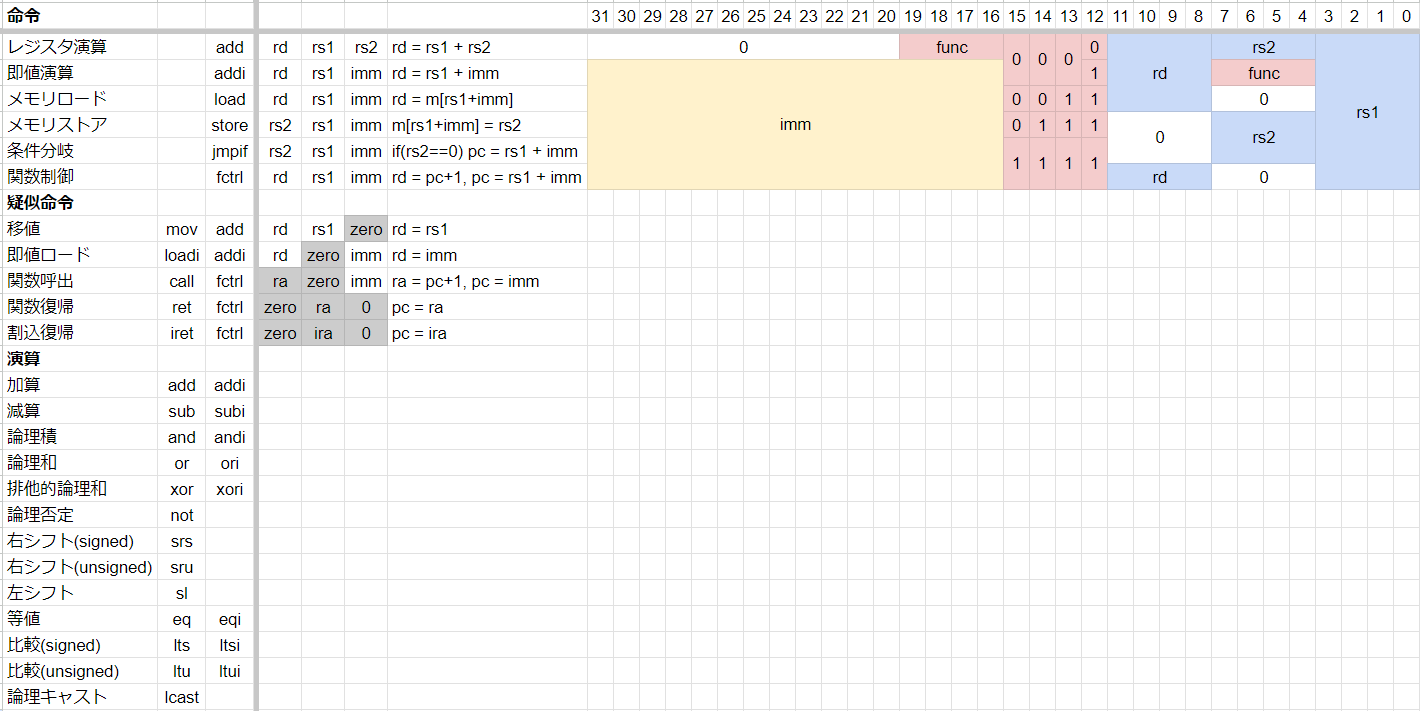 命令 31 30 29 28 27 26 25 24 23 22 21 20 19 18 17 16 15 14 13 12 11 10 9 8 7 6 5 4 3 2 1 0
レジスタ演算 add rd rs1 rs2 rd = rs1 + rs2 0 func 0 0 0 0 rd rs2 rs1
即値演算 addi rd rs1 imm rd = rs1 + imm imm 1 func
メモリロード load rd rs1 imm rd = m[rs1+imm] 0 0 1 1 0
メモリストア store rs2 rs1 imm m[rs1+imm] = rs2 0 1 1 1 0 rs2
条件分岐 jmpif rs2 rs1 imm if(rs2==0) pc = rs1 + imm 1 1 1 1
関数制御 fctrl rd rs1 imm rd = pc+1, pc = rs1 + imm rd 0
疑似命令
移値 mov add rd rs1 zero rd = rs1
即値ロード loadi addi rd zero imm rd = imm
関数呼出 call fctrl ra zero imm ra = pc+1, pc = imm
関数復帰 ret fctrl zero ra 0 pc = ra
割込復帰 iret fctrl zero ira 0 pc = ira
演算
加算 add addi
減算 sub subi
論理積 and andi
論理和 or ori
排他的論理和 xor xori
論理否定 not
右シフト(signed) srs
右シフト(unsigned) sru
左シフト sl
等値 eq eqi
比較(signed) lts ltsi
比較(unsigned) ltu ltui
論理キャスト lcast